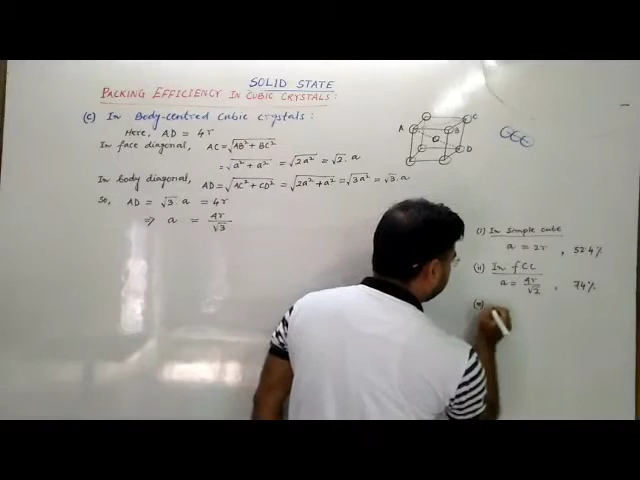 SOLID STATE
PACKING EFFICIENCY IN CUBIC CRYSTALS:
(C) In Body-centred Cubic crystals:
Here, AD = 4r
In face diagonal, AC = √(AB² + BC²)
= √(a² + a²) = √(2a²) = √2 . a
In body diagonal, AD = √(AC² + CD²) = √(2a² + a²) = √(3a²) = √3 . a
So, AD = √3 . a = 4r
⇒ a = 4r/√3
A
B
C
D
(i) In Simple cube
a = 2r , 52.4%
(ii) In fCC
a = 4r/√2 , 74%
(iii)